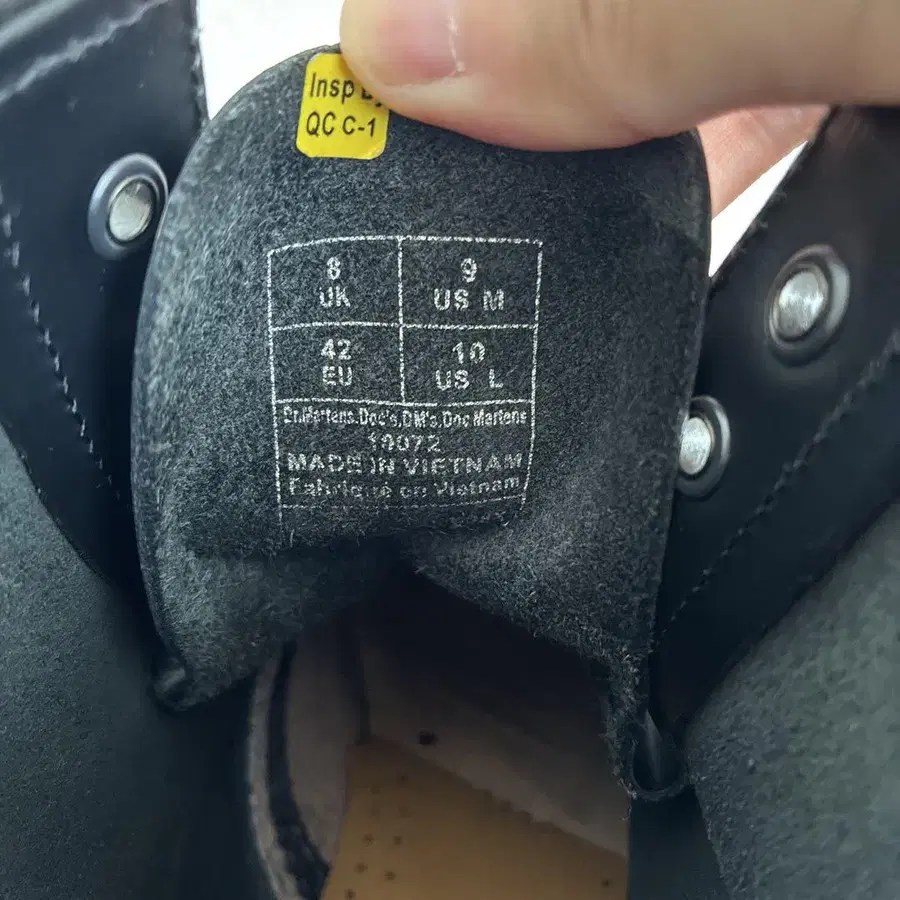 Insp
QC C-1
8
UK
9
US M
42
EU
10
US L
Dr.Martens.Doc's.DM's.Doc Martens
10072
MADE IN VIETNAM
Fabriqué en Vietnam